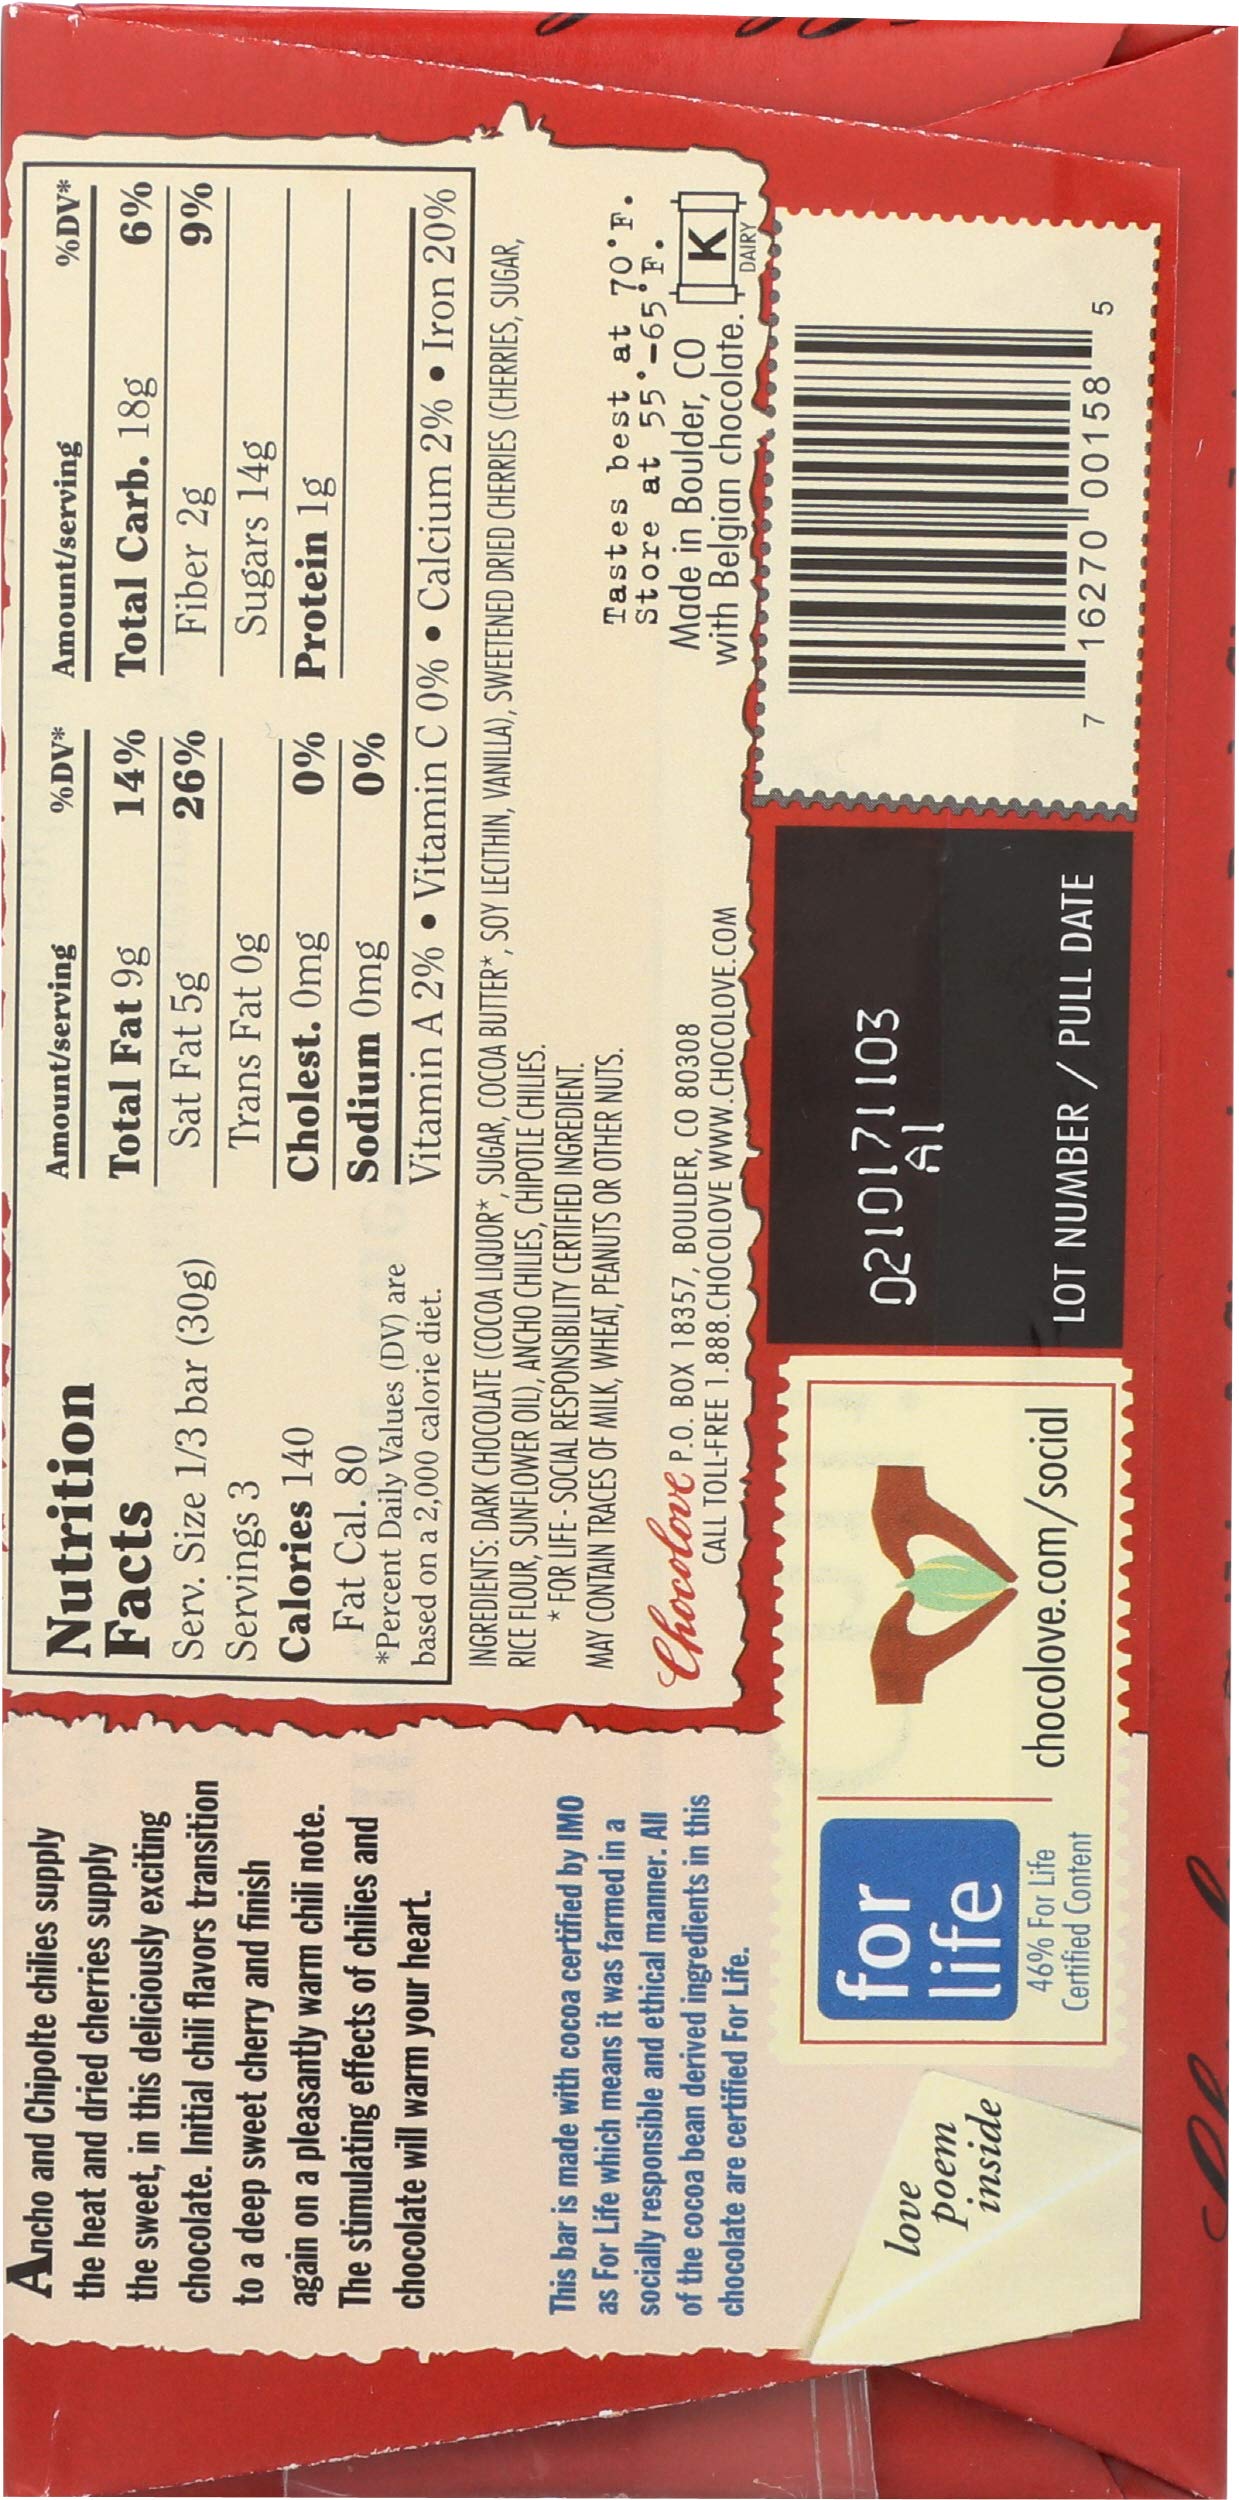 Ancho and Chipolte chilies supply
the heat and dried cherries supply
the sweet, in this deliciously exciting
chocolate. Initial chili flavors transition
to a deep sweet cherry and finish
again on a pleasantly warm chili note.
The stimulating effects of chilies and
chocolate will warm your heart.
This bar is made with cocoa certified by IMO
as For Life which means it was farmed in a
socially responsible and ethical manner. All
of the cocoa bean derived ingredients in this
chocolate are certified For Life.
love
poem
inside
Nutrition
Facts
Serv. Size 1/3 bar (30g)
Servings 3
Calories 140
Fat Cal. 80
*Percent Daily Values (DV) are
based on a 2,000 calorie diet.
Amount/serving %DV*
Total Fat 9g 14%
Sat Fat 5g 26%
Trans Fat 0g
Cholest. 0mg 0%
Sodium 0mg 0%
Amount/serving %DV*
Total Carb. 18g 6%
Fiber 2g 9%
Sugars 14g
Protein 1g
Vitamin A 2% • Vitamin C 0% • Calcium 2% • Iron 20%
INGREDIENTS: DARK CHOCOLATE (COCOA LIQUOR*, SUGAR, COCOA BUTTER*, SOY LECITHIN, VANILLA), SWEETENED DRIED CHERRIES (CHERRIES, SUGAR,
RICE FLOUR, SUNFLOWER OIL), ANCHO CHILIES, CHIPOTLE CHILIES.
* FOR LIFE - SOCIAL RESPONSIBILITY CERTIFIED INGREDIENT.
MAY CONTAIN TRACES OF MILK, WHEAT, PEANUTS OR OTHER NUTS.
Chocolove P.O. BOX 18357, BOULDER, CO 80308
CALL TOLL-FREE 1.888.CHOCOLOVE WWW.CHOCOLOVE.COM
Tastes best at 70°F.
Store at 55°–65°F.
Made in Boulder, CO
with Belgian chocolate.
K
DAIRY
for
life
46% For Life
Certified Content
chocolove.com/social
0210171103
A1
LOT NUMBER / PULL DATE
7 16270 00158 5